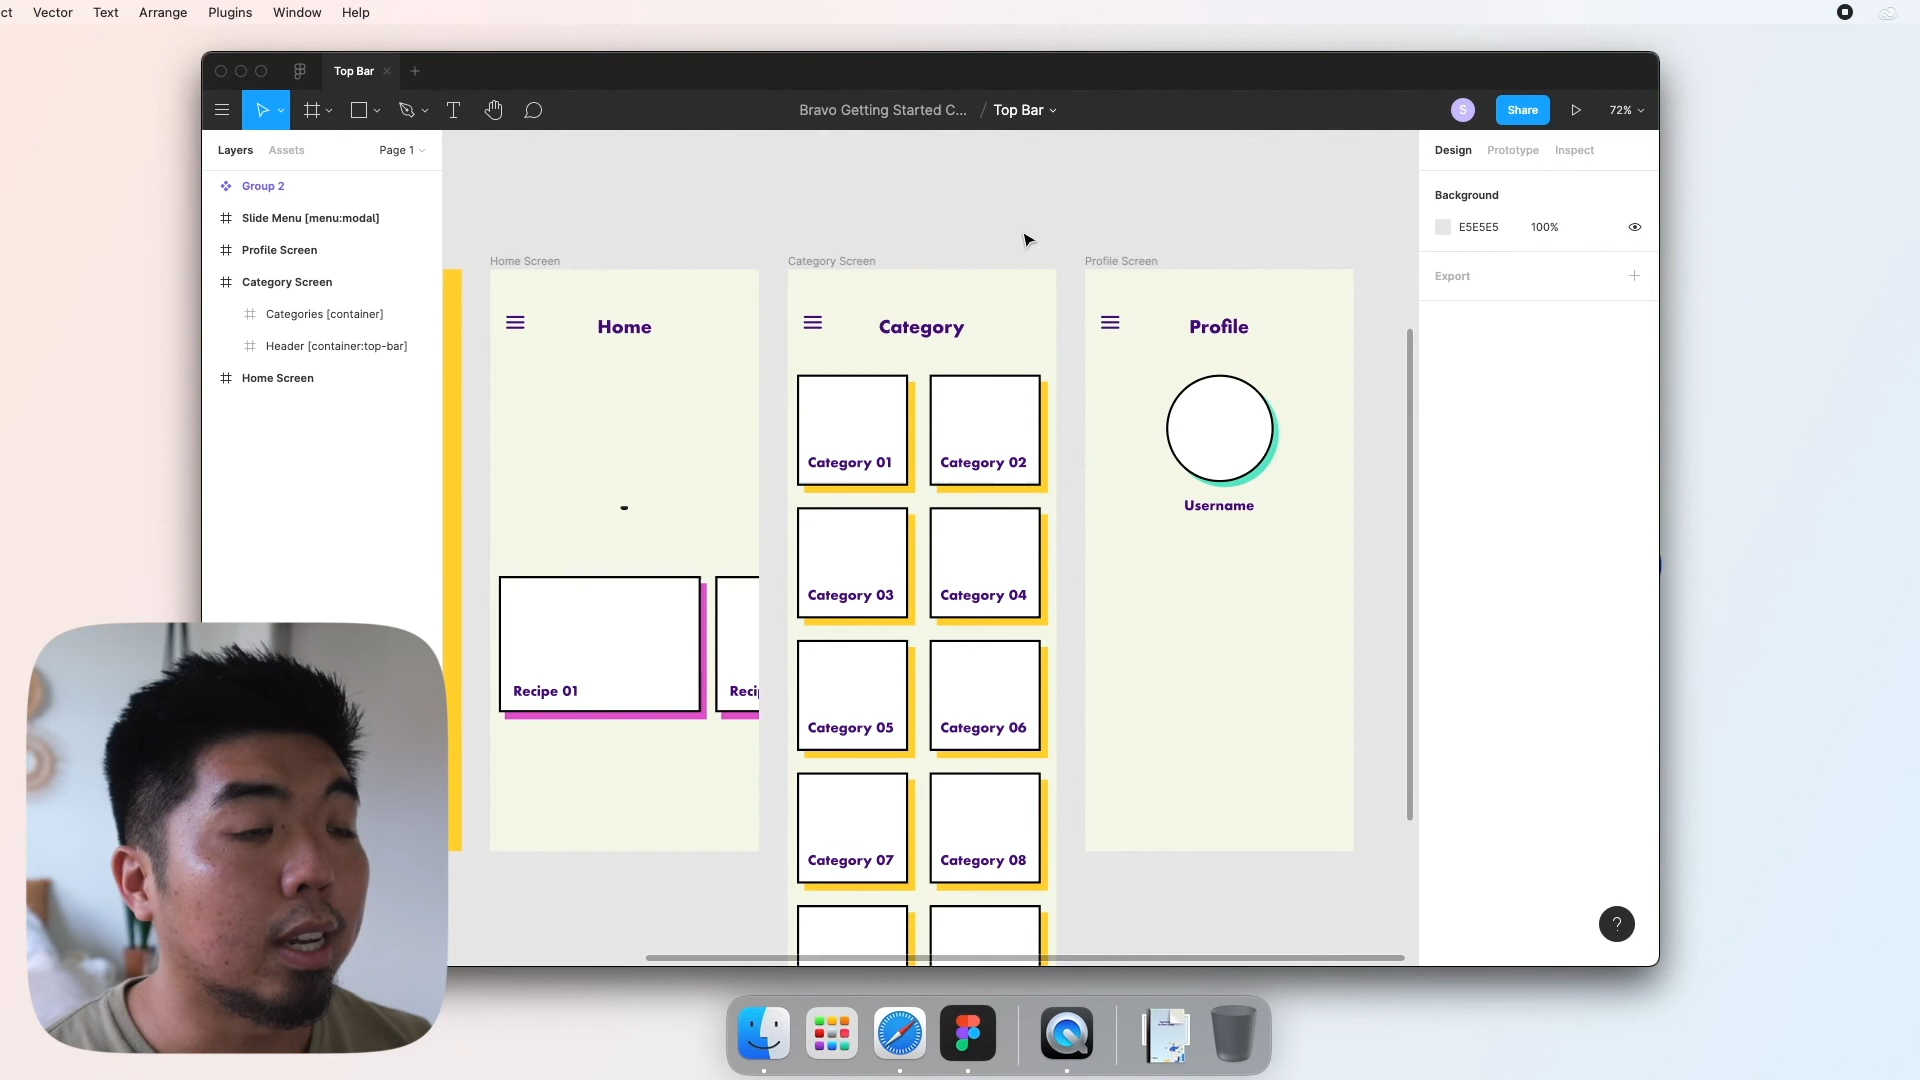 ct Vector Text Arrange Plugins Window Help
Top Bar
Bravo Getting Started C... / Top Bar
S
Share
72%
Layers Assets Page 1
Group 2
Slide Menu [menu:modal]
Profile Screen
Category Screen
Categories [container]
Header [container:top-bar]
Home Screen
Home Screen
Home
Recipe 01
Reci
Category Screen
Category
Category 01
Category 02
Category 03
Category 04
Category 05
Category 06
Category 07
Category 08
Profile Screen
Profile
Username
Design Prototype Inspect
Background
E5E5E5 100%
Export
?